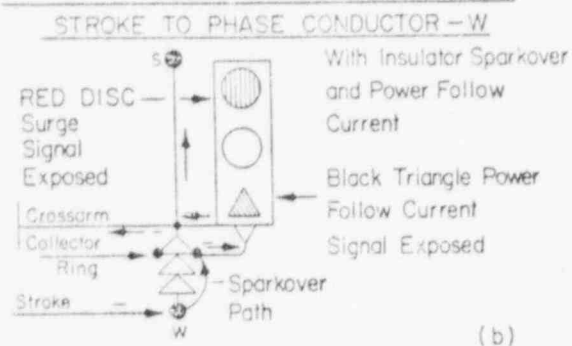 STROKE TO PHASE CONDUCTOR - W
S
With Insulator Sparkover
and Power Follow
Current
RED DISC
Surge
Signal
Exposed
Black Triangle Power
Follow Current
Signal Exposed
Crossarm
Collector
Ring
Sparkover
Path
Stroke
W
(b)